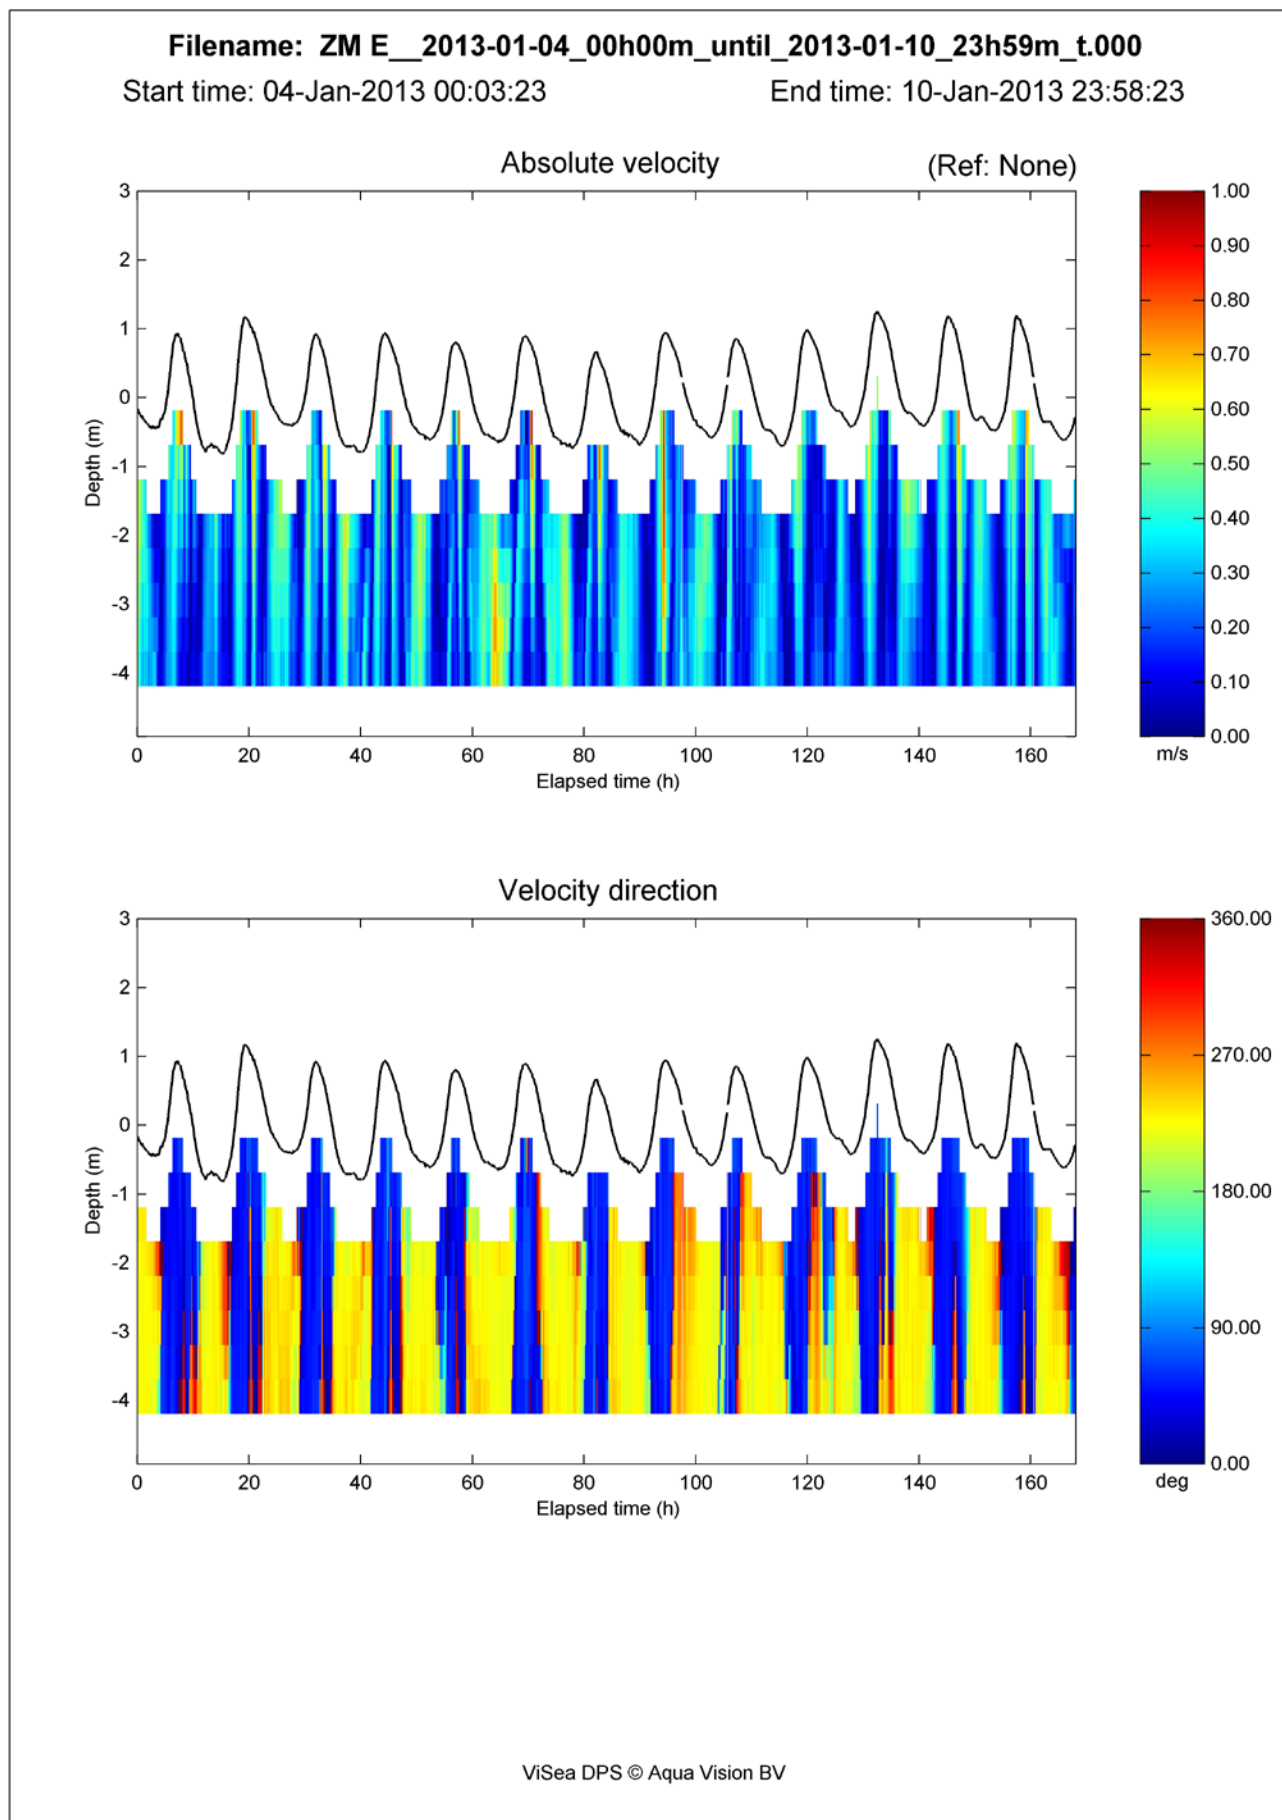 Filename:  ZM E__2013-01-04_00h00m_until_2013-01-10_23h59m_t.000
Start time: 04-Jan-2013 00:03:23 End time: 10-Jan-2013 23:58:23
Absolute velocity (Ref: None)
3
2
1
0
-1
-2
-3
-4
Depth (m)
0 20 40 60 80 100 120 140 160
Elapsed time (h)
1.00
0.90
0.80
0.70
0.60
0.50
0.40
0.30
0.20
0.10
0.00
m/s
Velocity direction
3
2
1
0
-1
-2
-3
-4
Depth (m)
0 20 40 60 80 100 120 140 160
Elapsed time (h)
360.00
270.00
180.00
90.00
0.00
deg
ViSea DPS © Aqua Vision BV